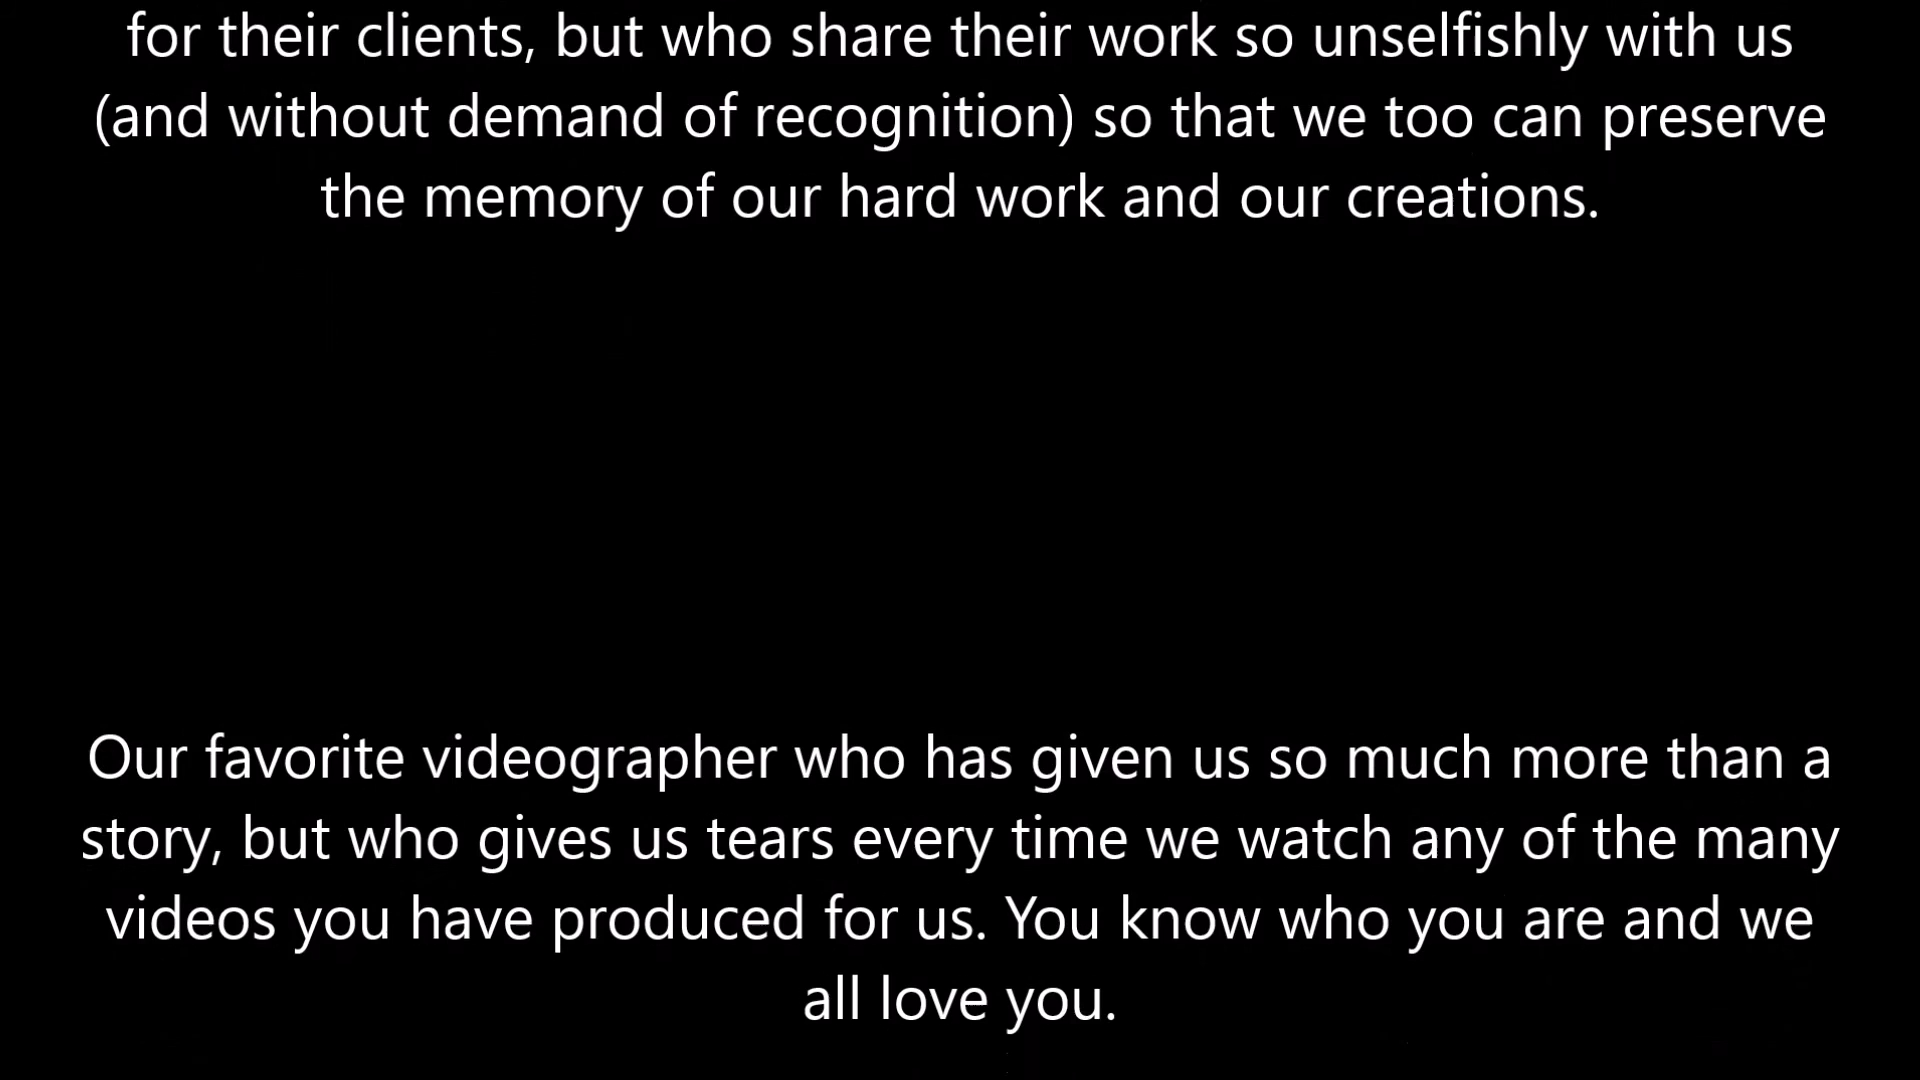 for their clients, but who share their work so unselfishly with us
(and without demand of recognition) so that we too can preserve
the memory of our hard work and our creations.
Our favorite videographer who has given us so much more than a
story, but who gives us tears every time we watch any of the many
videos you have produced for us. You know who you are and we
all love you.